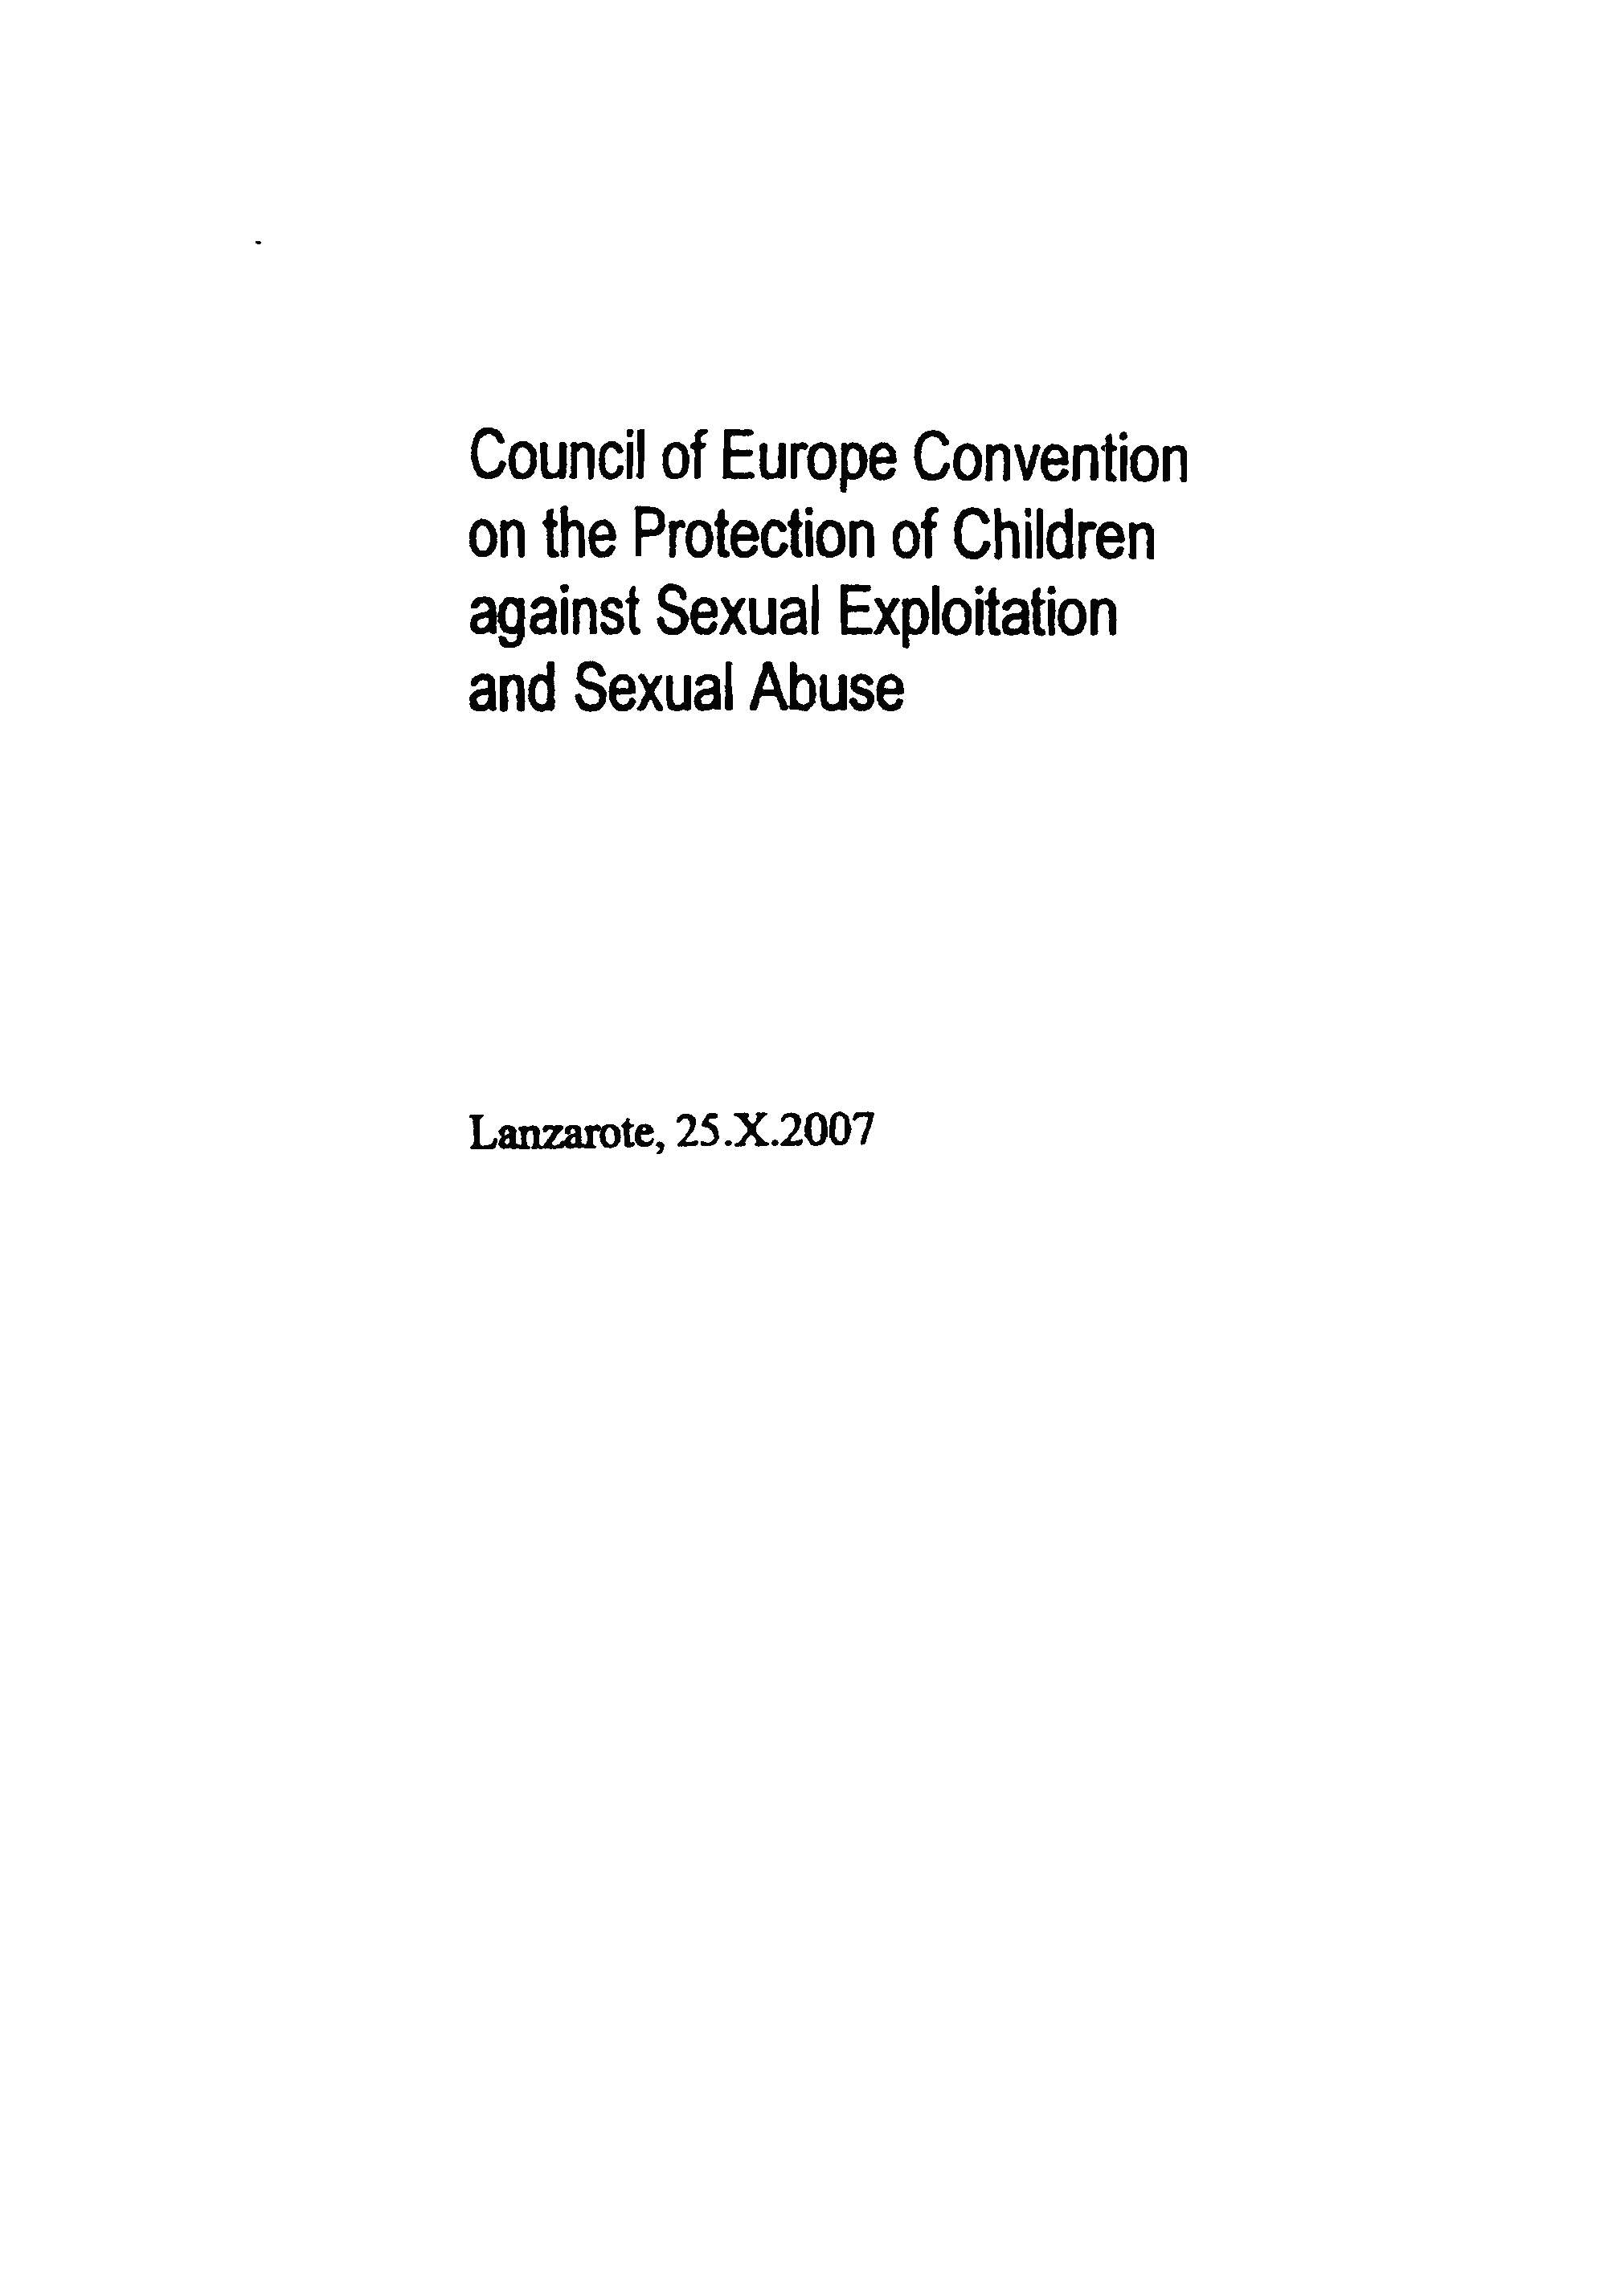 Council of Europe Convention
on the Protection of Children
against Sexual Exploitation
and Sexual Abuse
Lanzarote, 25.X.2007